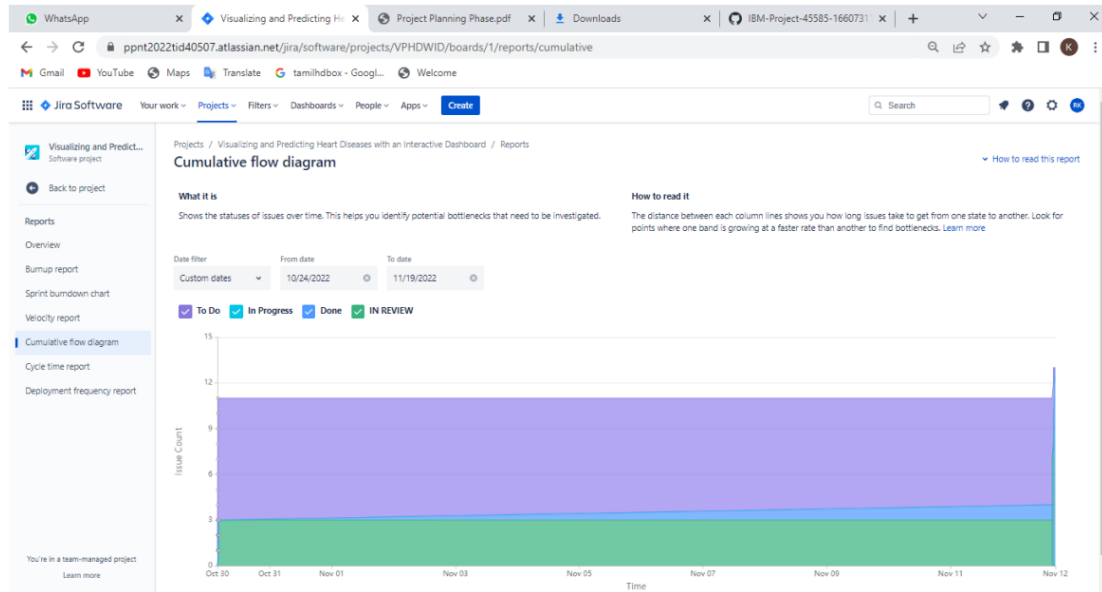 WhatsApp
Visualizing and Predicting He
Project Planning Phase.pdf
Downloads
IBM-Project-45585-1660731
ppnt2022tid40507.atlassian.net/jira/software/projects/VPHDWID/boards/1/reports/cumulative
K
Gmail YouTube Maps Translate tamilhdbox - Googl... Welcome
Jira Software Your work Projects Filters Dashboards People Apps Create Search RK
Visualizing and Predict...
Software project
Back to project
Reports
Overview
Burnup report
Sprint burndown chart
Velocity report
Cumulative flow diagram
Cycle time report
Deployment frequency report
You're in a team-managed project
Learn more
Projects / Visualizing and Predicting Heart Diseases with an Interactive Dashboard / Reports
Cumulative flow diagram
How to read this report
What it is
Shows the statuses of issues over time. This helps you identify potential bottlenecks that need to be investigated.
How to read it
The distance between each column lines shows you how long issues take to get from one state to another. Look for
points where one band is growing at a faster rate than another to find bottlenecks. Learn more
Date filter From date To date
Custom dates 10/24/2022 11/19/2022
To Do In Progress Done IN REVIEW
15
12
9
6
3
0
Issue Count
Oct 30 Oct 31 Nov 01 Nov 03 Nov 05 Nov 07 Nov 09 Nov 11 Nov 12
Time